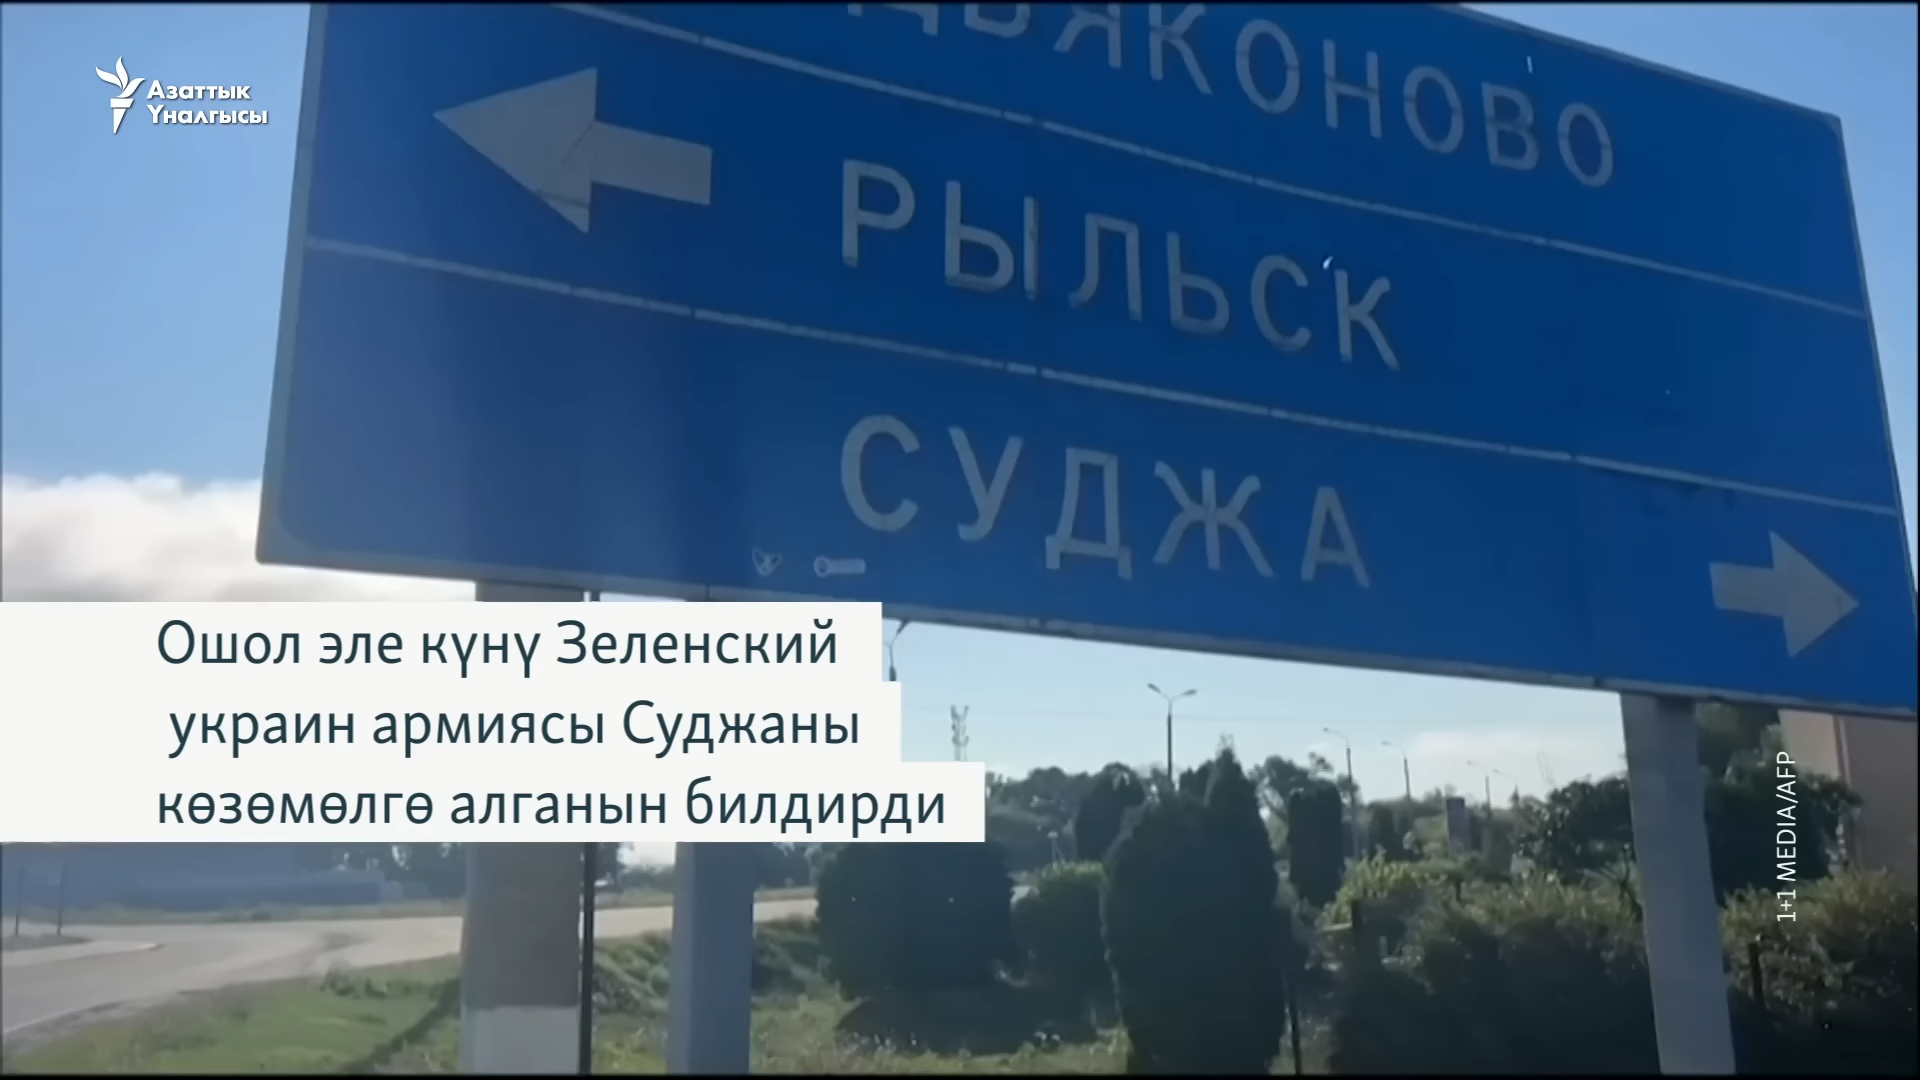 Азаттык
Үналгысы
ДЬЯКОНОВО
РЫЛЬСК
СУДЖА
Ошол эле күнү Зеленский
украин армиясы Суджаны
көзөмөлгө алганын билдирди
1+1 MEDIA/AFP